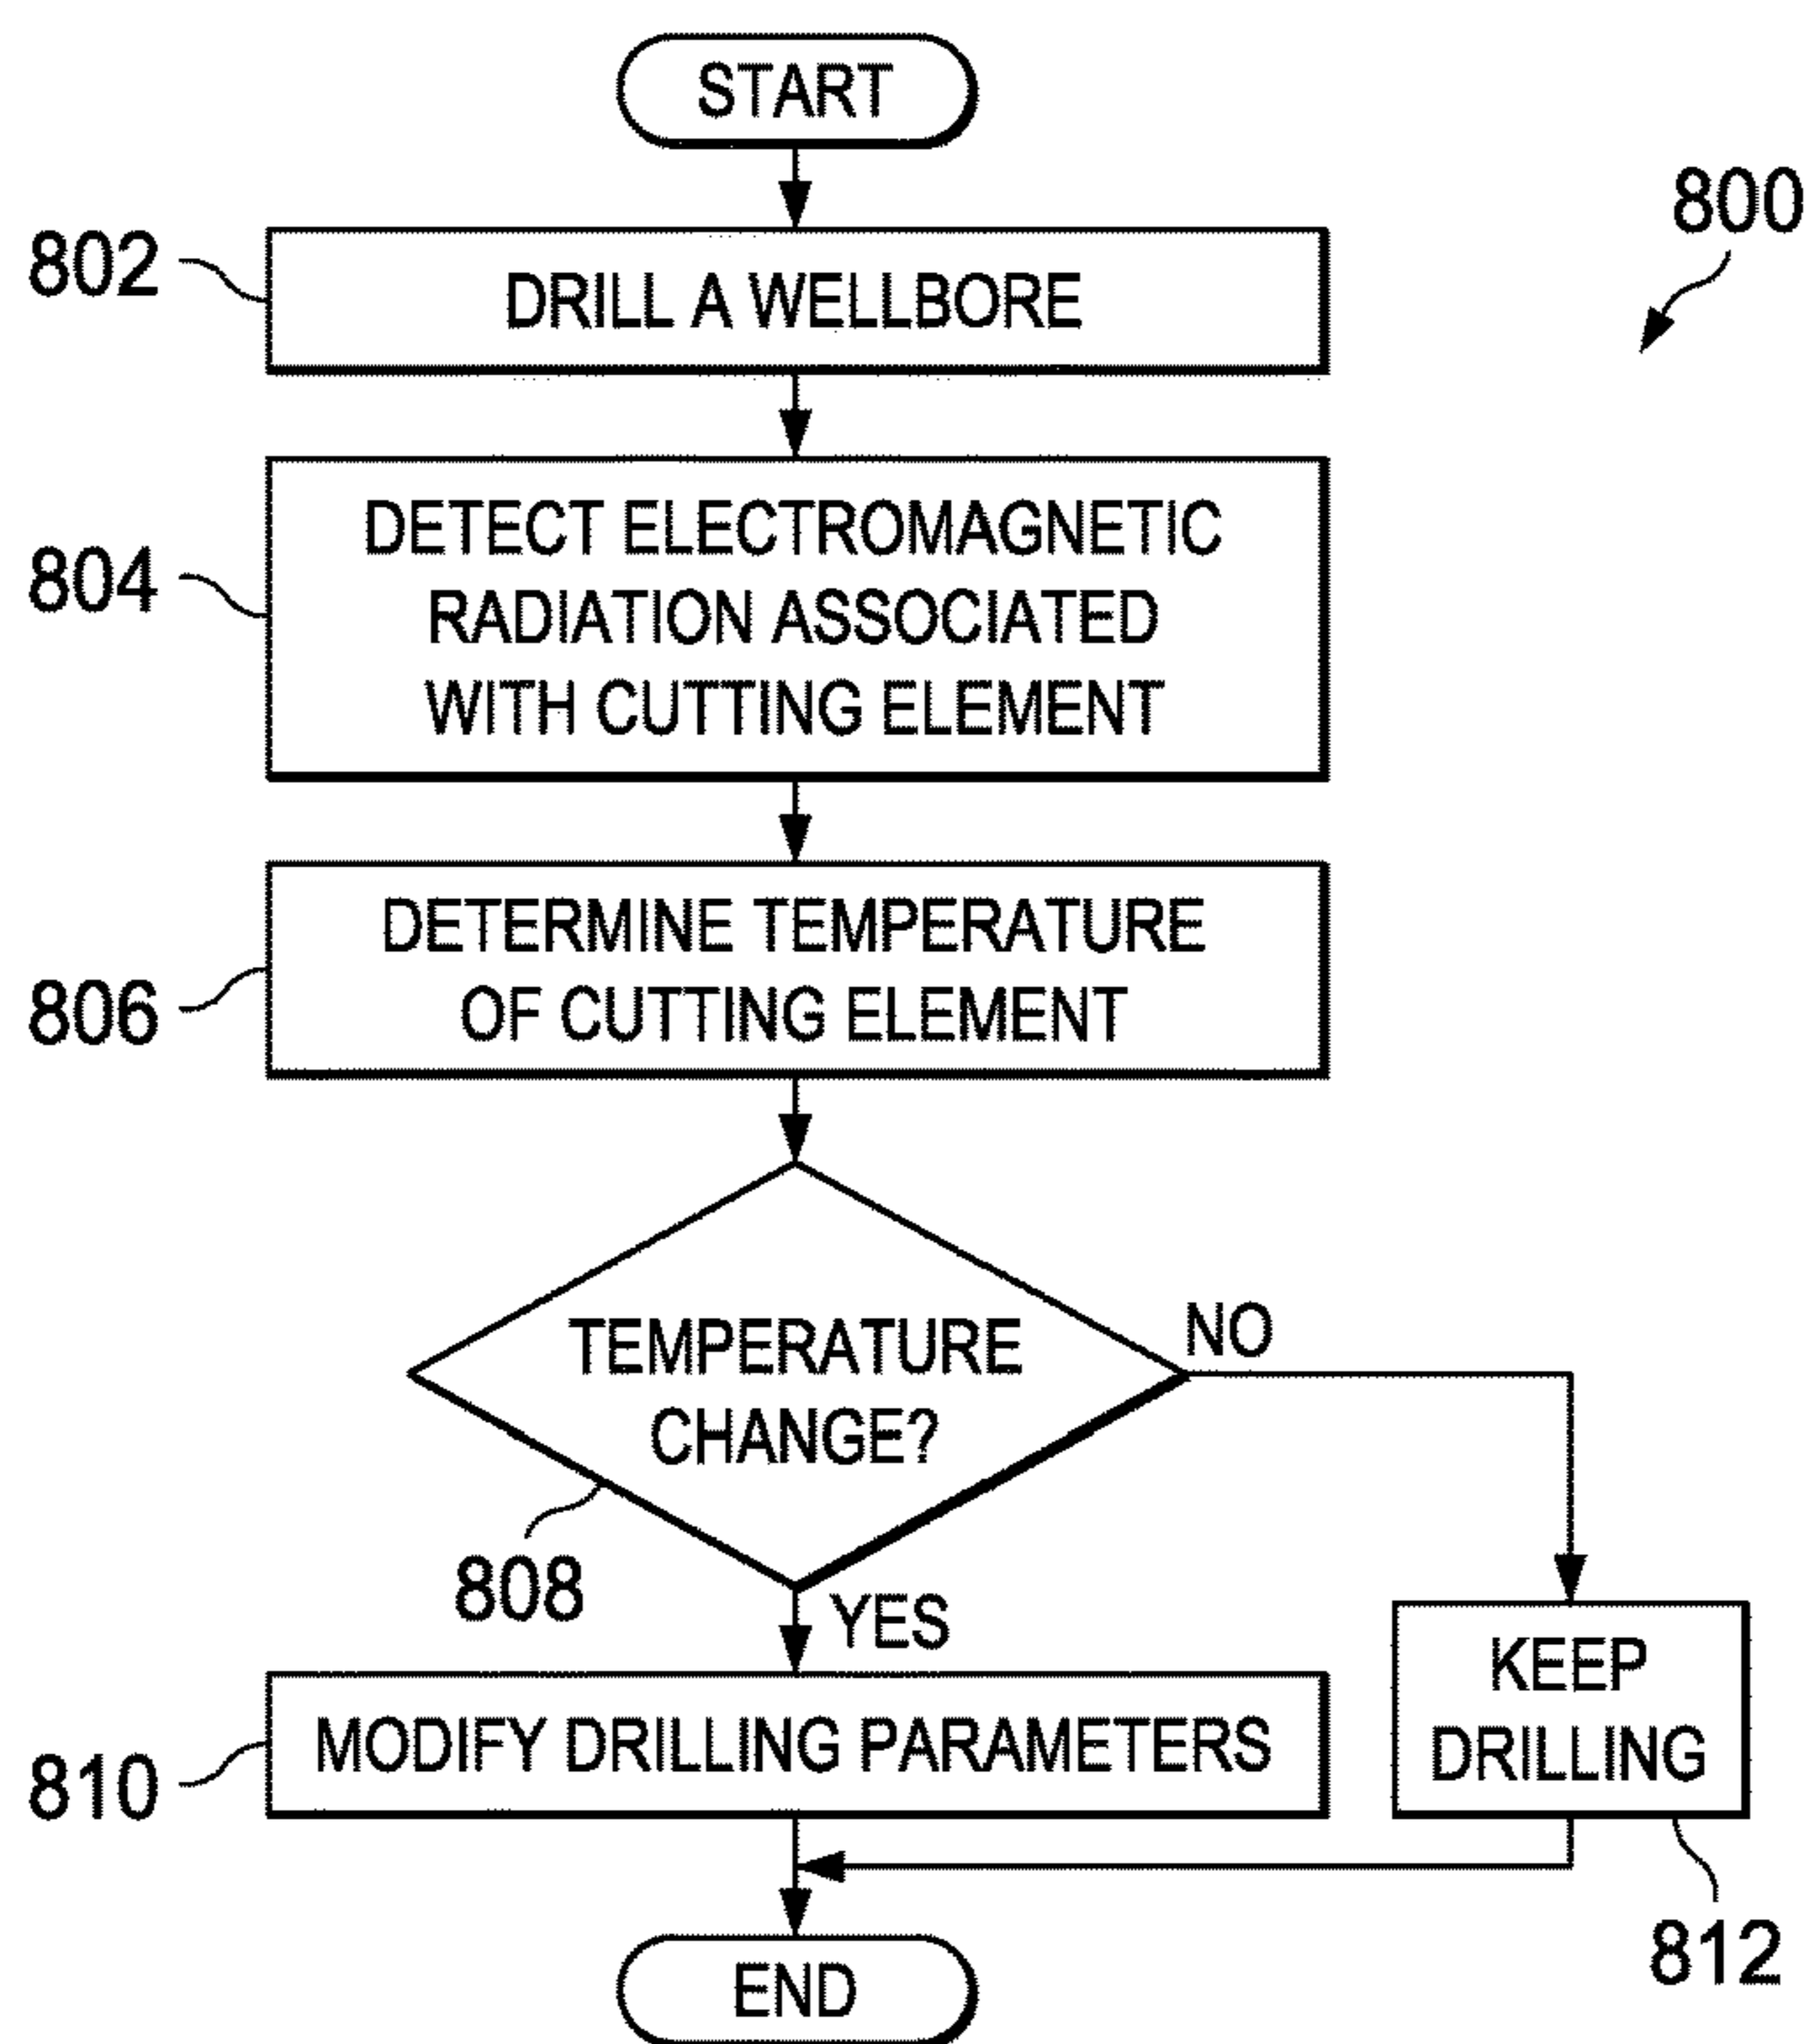 START
800
802
DRILL A WELLBORE
804
DETECT ELECTROMAGNETIC
RADIATION ASSOCIATED
WITH CUTTING ELEMENT
806
DETERMINE TEMPERATURE
OF CUTTING ELEMENT
TEMPERATURE
CHANGE?
NO
808
YES
810
MODIFY DRILLING PARAMETERS
KEEP
DRILLING
812
END